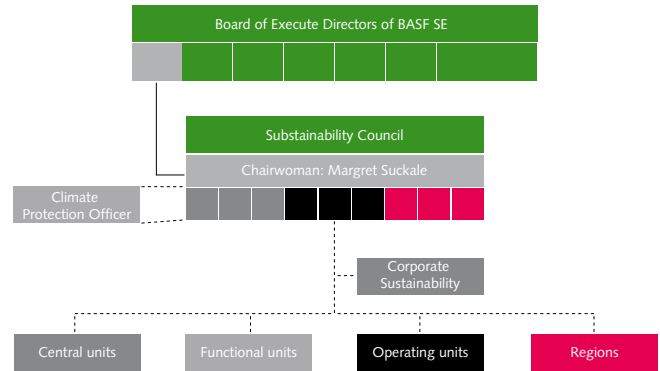 Board of Execute Directors of BASF SE
Substainability Council
Chairwoman: Margret Suckale
Climate
Protection Officer
Corporate
Sustainability
Central units
Functional units
Operating units
Regions